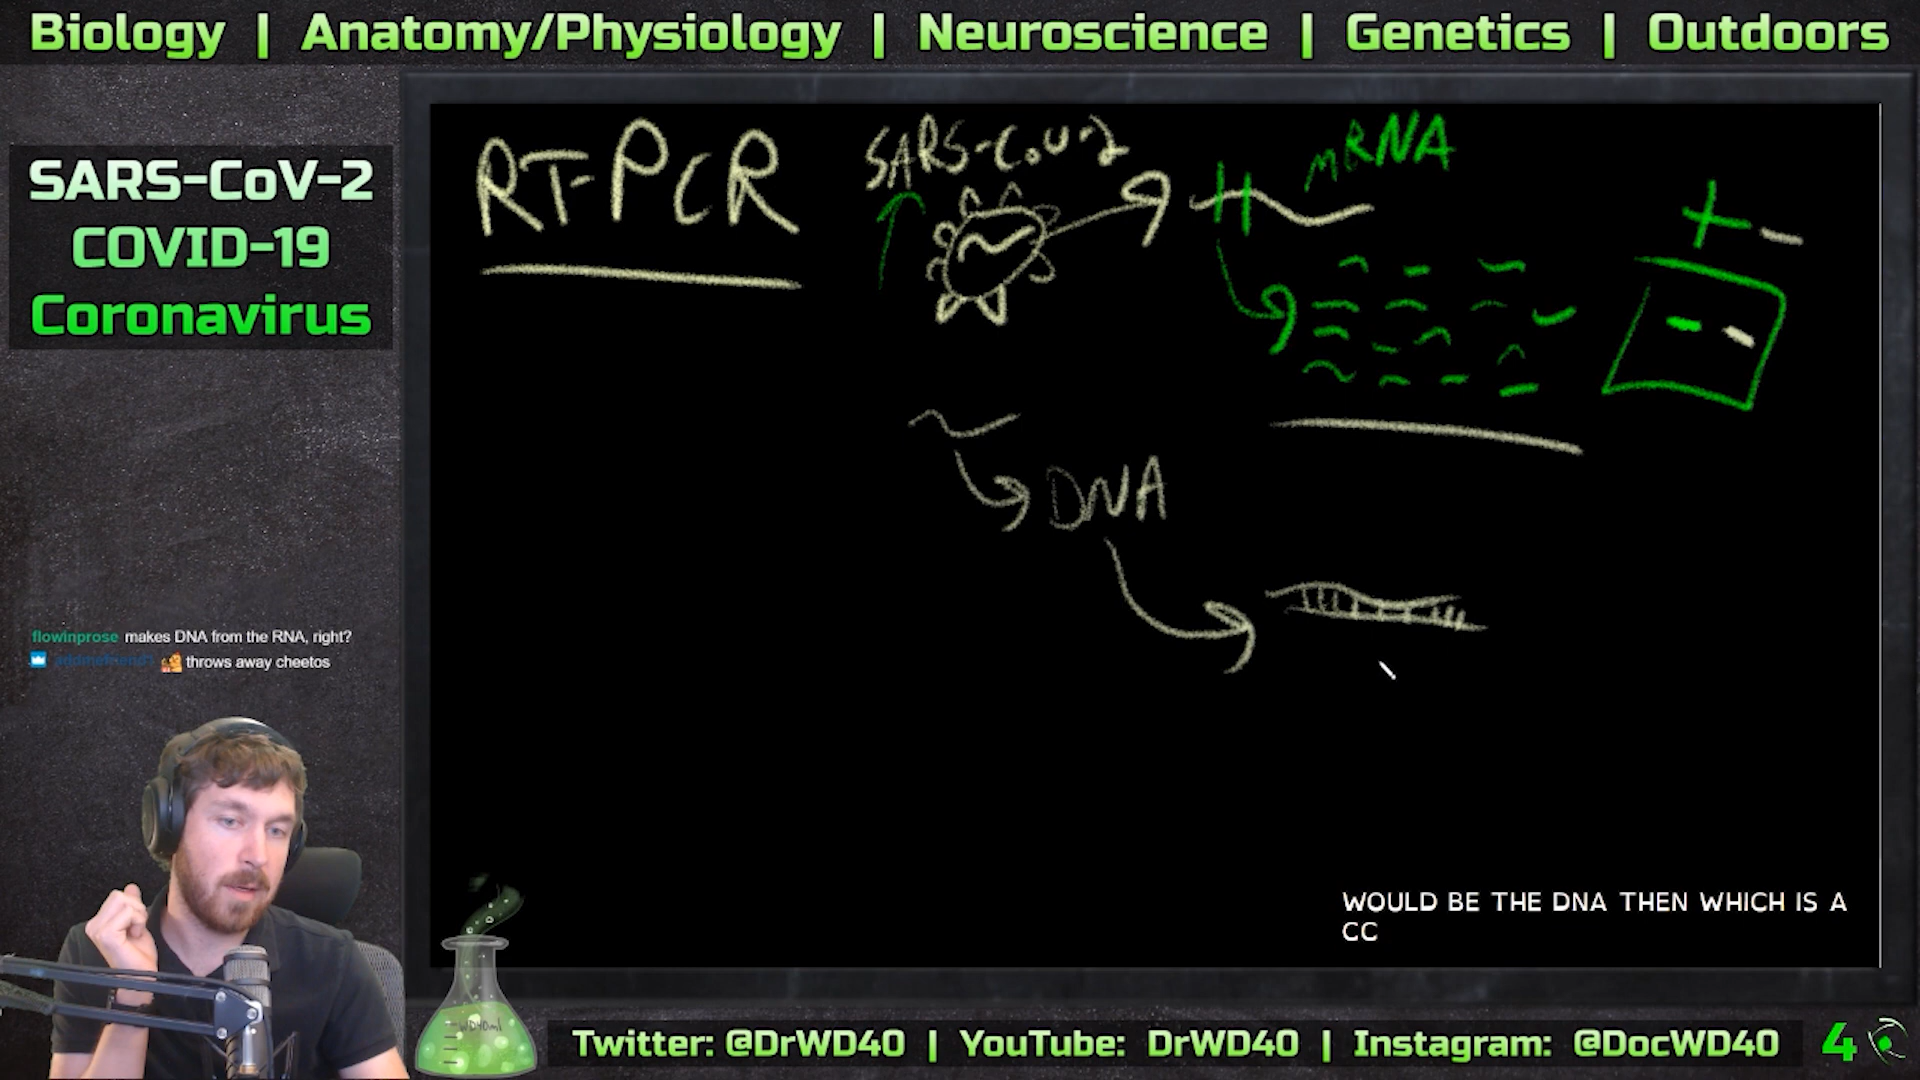 Biology | Anatomy/Physiology | Neuroscience | Genetics | Outdoors
SARS-CoV-2
COVID-19
Coronavirus
RT-PCR
SARS-CoV-2
mRNA
+ -
DNA
flowinprose makes DNA from the RNA, right?
addmefriend1 throws away cheetos
WOULD BE THE DNA THEN WHICH IS A
CC
WD40ml
Twitter: @DrWD40 | YouTube: DrWD40 | Instagram: @DocWD40
4